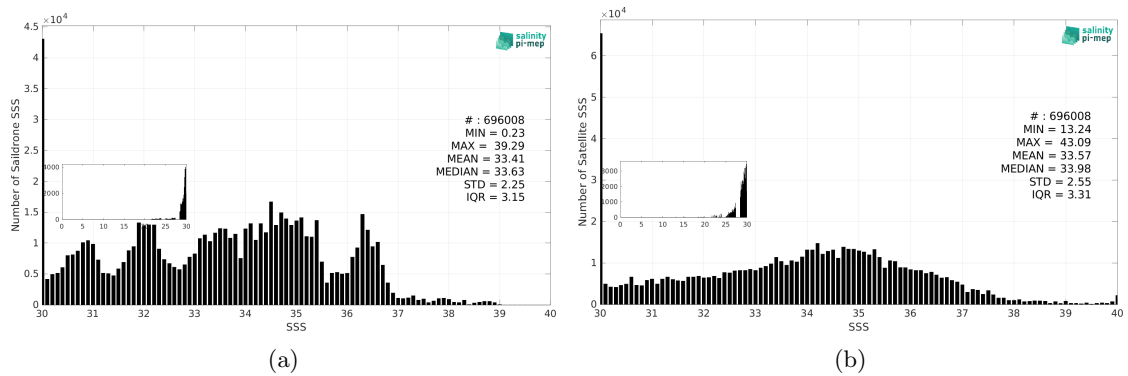 ×10⁴
4.5
4
3.5
3
2.5
2
1.5
1
0.5
0
Number of Saildrone SSS
salinity
pi-mep
# : 696008
MIN = 0.23
MAX = 39.29
MEAN = 33.41
MEDIAN = 33.63
STD = 2.25
IQR = 3.15
4000
2000
0
0 5 10 15 20 25 30
30 31 32 33 34 35 36 37 38 39 40
SSS
(a)
×10⁴
6
5
4
3
2
1
0
Number of Satellite SSS
salinity
pi-mep
# : 696008
MIN = 13.24
MAX = 43.09
MEAN = 33.57
MEDIAN = 33.98
STD = 2.55
IQR = 3.31
3000
2000
1000
0
0 5 10 15 20 25 30
30 31 32 33 34 35 36 37 38 39 40
SSS
(b)